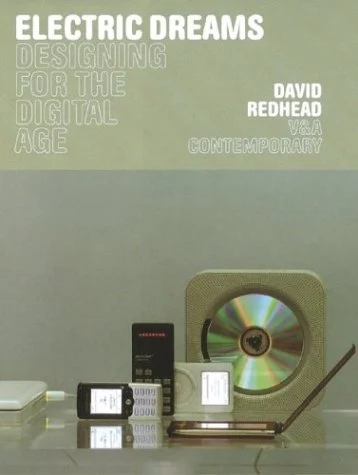 ELECTRIC DREAMS
DESIGNING
FOR THE
DIGITAL
AGE
DAVID
REDHEAD
V&A
CONTEMPORARY